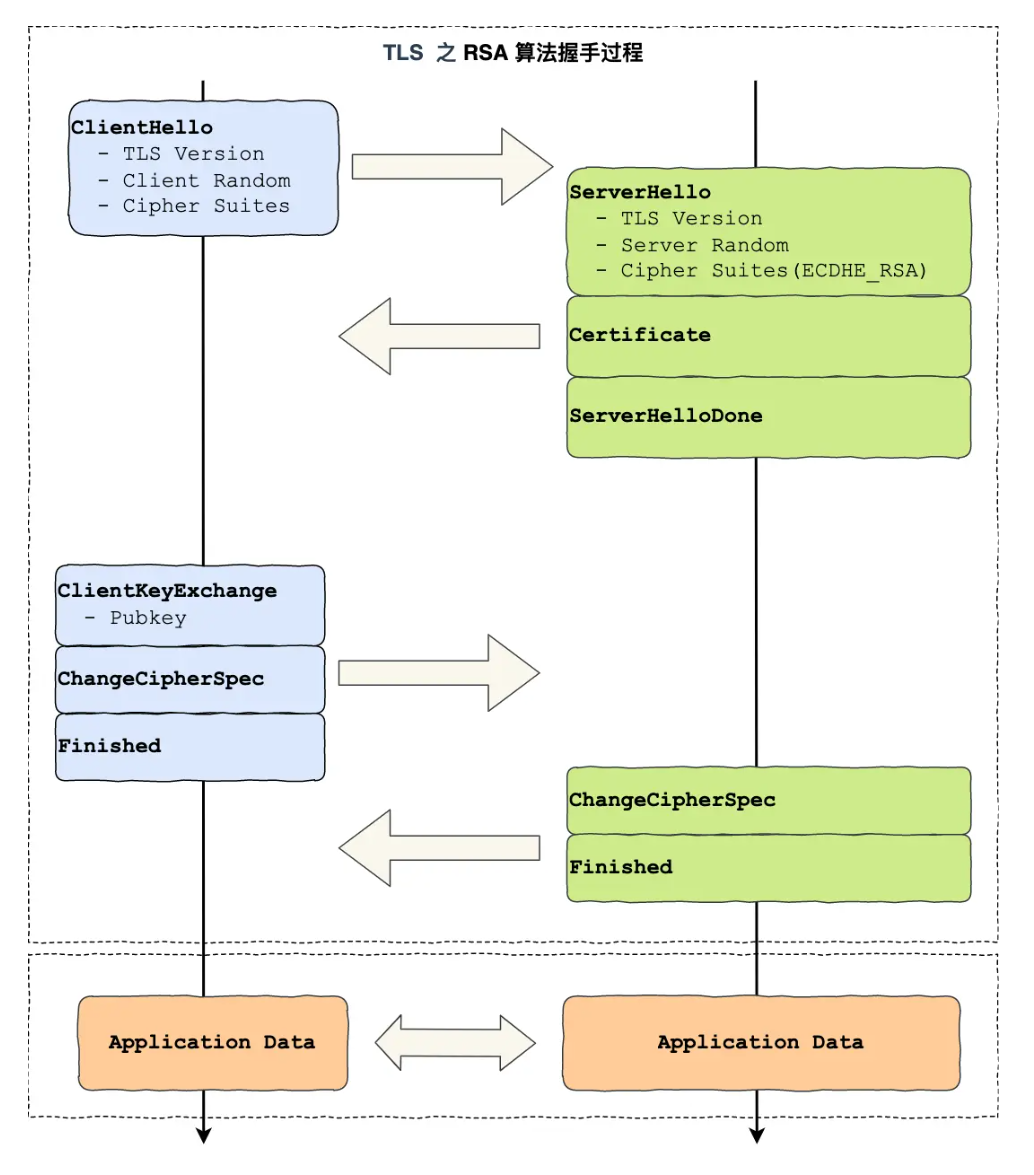 TLS 之 RSA 算法握手过程
ClientHello
- TLS Version
- Client Random
- Cipher Suites
ServerHello
- TLS Version
- Server Random
- Cipher Suites(ECDHE_RSA)
Certificate
ServerHelloDone
ClientKeyExchange
- Pubkey
ChangeCipherSpec
Finished
ChangeCipherSpec
Finished
Application Data
Application Data